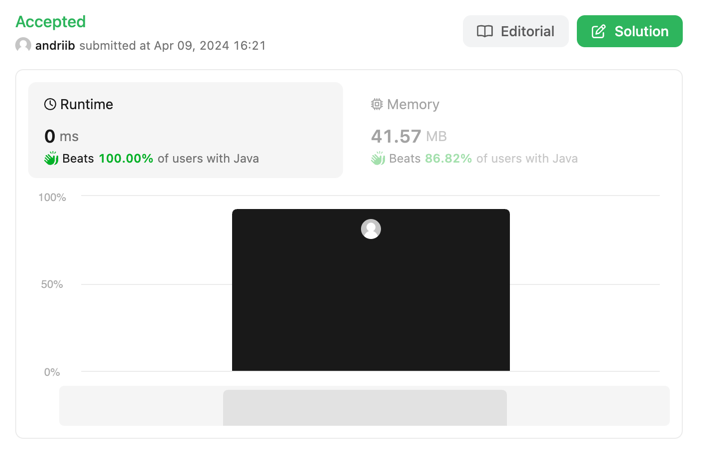 Accepted
andriib submitted at Apr 09, 2024 16:21
Editorial
Solution
Runtime
0 ms
Beats 100.00% of users with Java
Memory
41.57 MB
Beats 86.82% of users with Java
100%
50%
0%